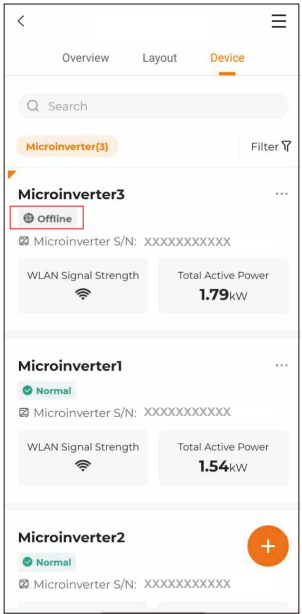 Overview Layout Device
Search
Microinverter(3) Filter
Microinverter3
Offline
Microinverter S/N: XXXXXXXXXXX
WLAN Signal Strength Total Active Power
1.79kW
Microinverter1
Normal
Microinverter S/N: XXXXXXXXXXX
WLAN Signal Strength Total Active Power
1.54kW
Microinverter2
Normal
Microinverter S/N: XXXXXXXXXXX